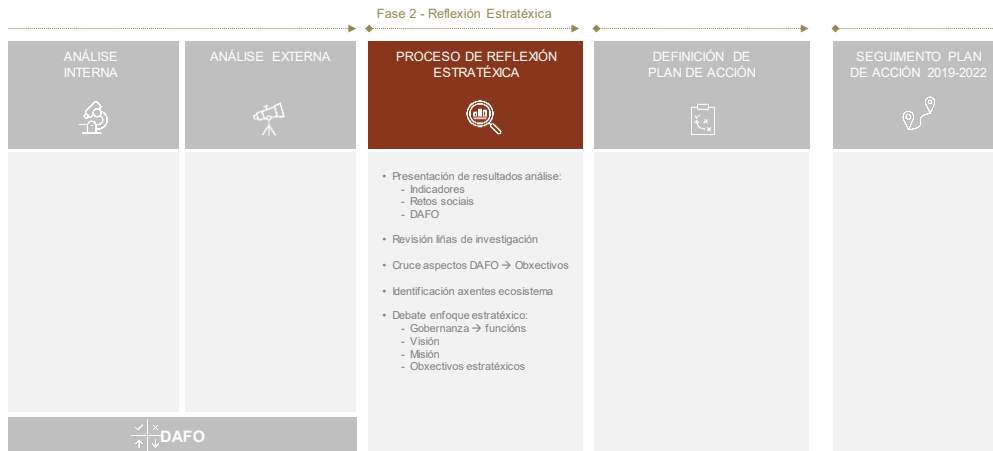 Fase 2 - Reflexión Estratéxica
ANÁLISE
INTERNA
ANÁLISE EXTERNA
PROCESO DE REFLEXIÓN
ESTRATÉXICA
DEFINICIÓN DE
PLAN DE ACCIÓN
SEGUIMENTO PLAN
DE ACCIÓN 2019-2022
• Presentación de resultados análise:
- Indicadores
- Retos sociais
- DAFO
• Revisión liñas de investigación
• Cruce aspectos DAFO → Obxectivos
• Identificación axentes ecosistema
• Debate enfoque estratéxico:
- Gobernanza → funcións
- Visión
- Misión
- Obxectivos estratéxicos
DAFO